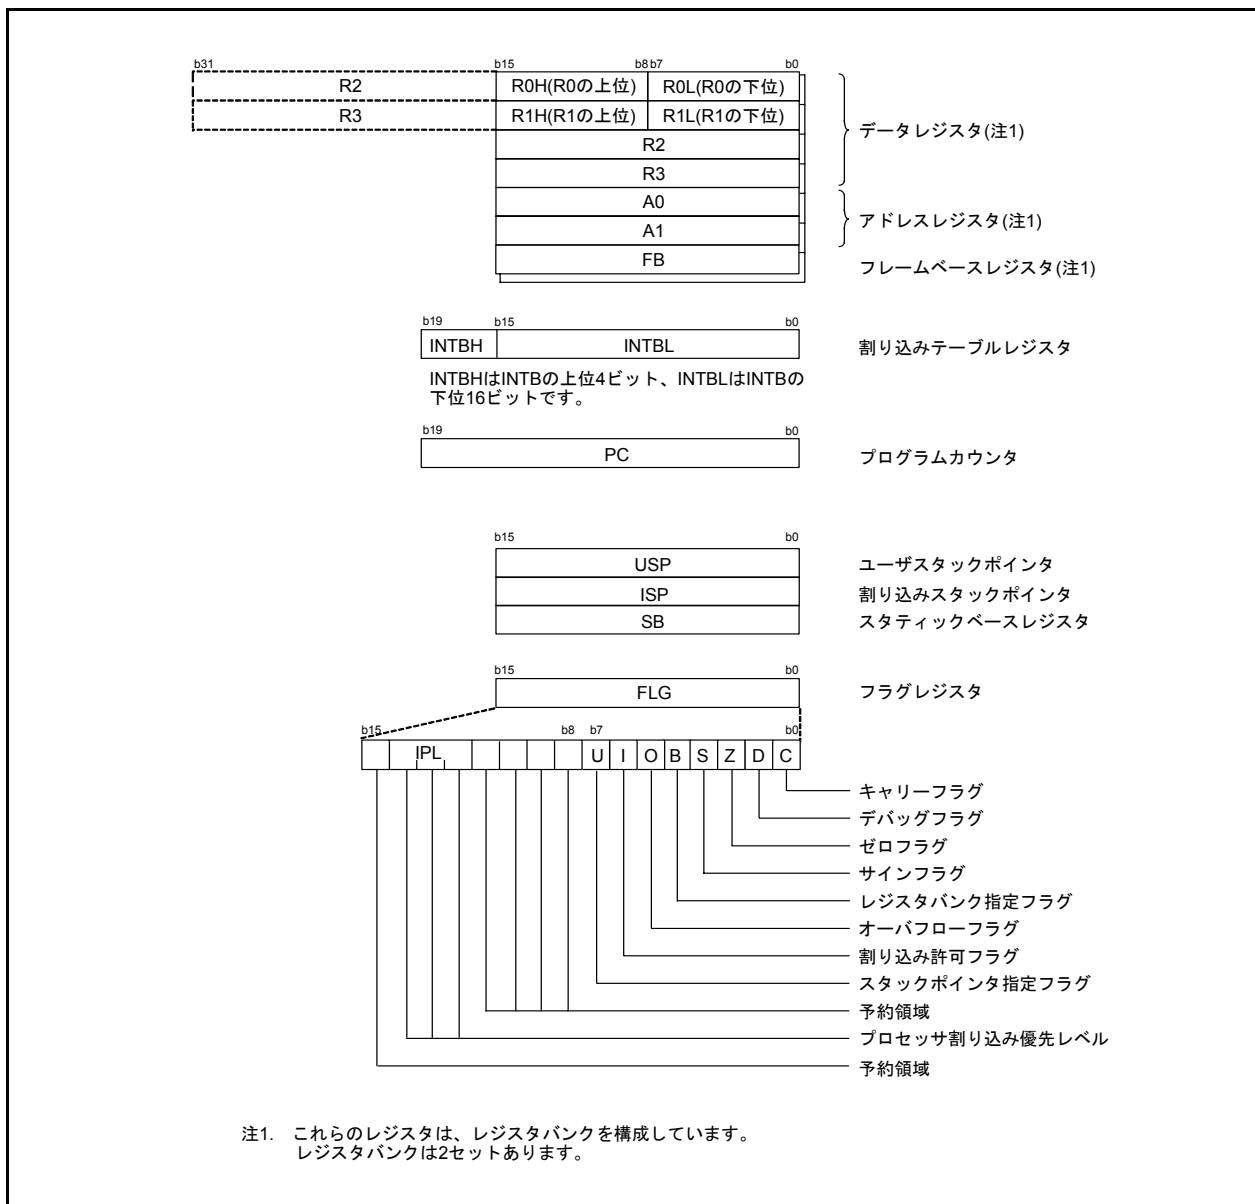 b31 b15 b8 b7 b0
R2 R0H(R0の上位) R0L(R0の下位)
R3 R1H(R1の上位) R1L(R1の下位)
データレジスタ(注1)
R2
R3
A0
アドレスレジスタ(注1)
A1
FB フレームベースレジスタ(注1)
b19 b15 b0
INTBH INTBL 割り込みテーブルレジスタ
INTBHはINTBの上位4ビット、INTBLはINTBの
下位16ビットです。
b19 b0
PC プログラムカウンタ
b15 b0
USP ユーザスタックポインタ
ISP 割り込みスタックポインタ
SB スタティックベースレジスタ
b15 b0
FLG フラグレジスタ
b15 b8 b7 b0
IPL U I O B S Z D C
キャリーフラグ
デバッグフラグ
ゼロフラグ
サインフラグ
レジスタバンク指定フラグ
オーバフローフラグ
割り込み許可フラグ
スタックポインタ指定フラグ
予約領域
プロセッサ割り込み優先レベル
予約領域
注1. これらのレジスタは、レジスタバンクを構成しています。
レジスタバンクは2セットあります。